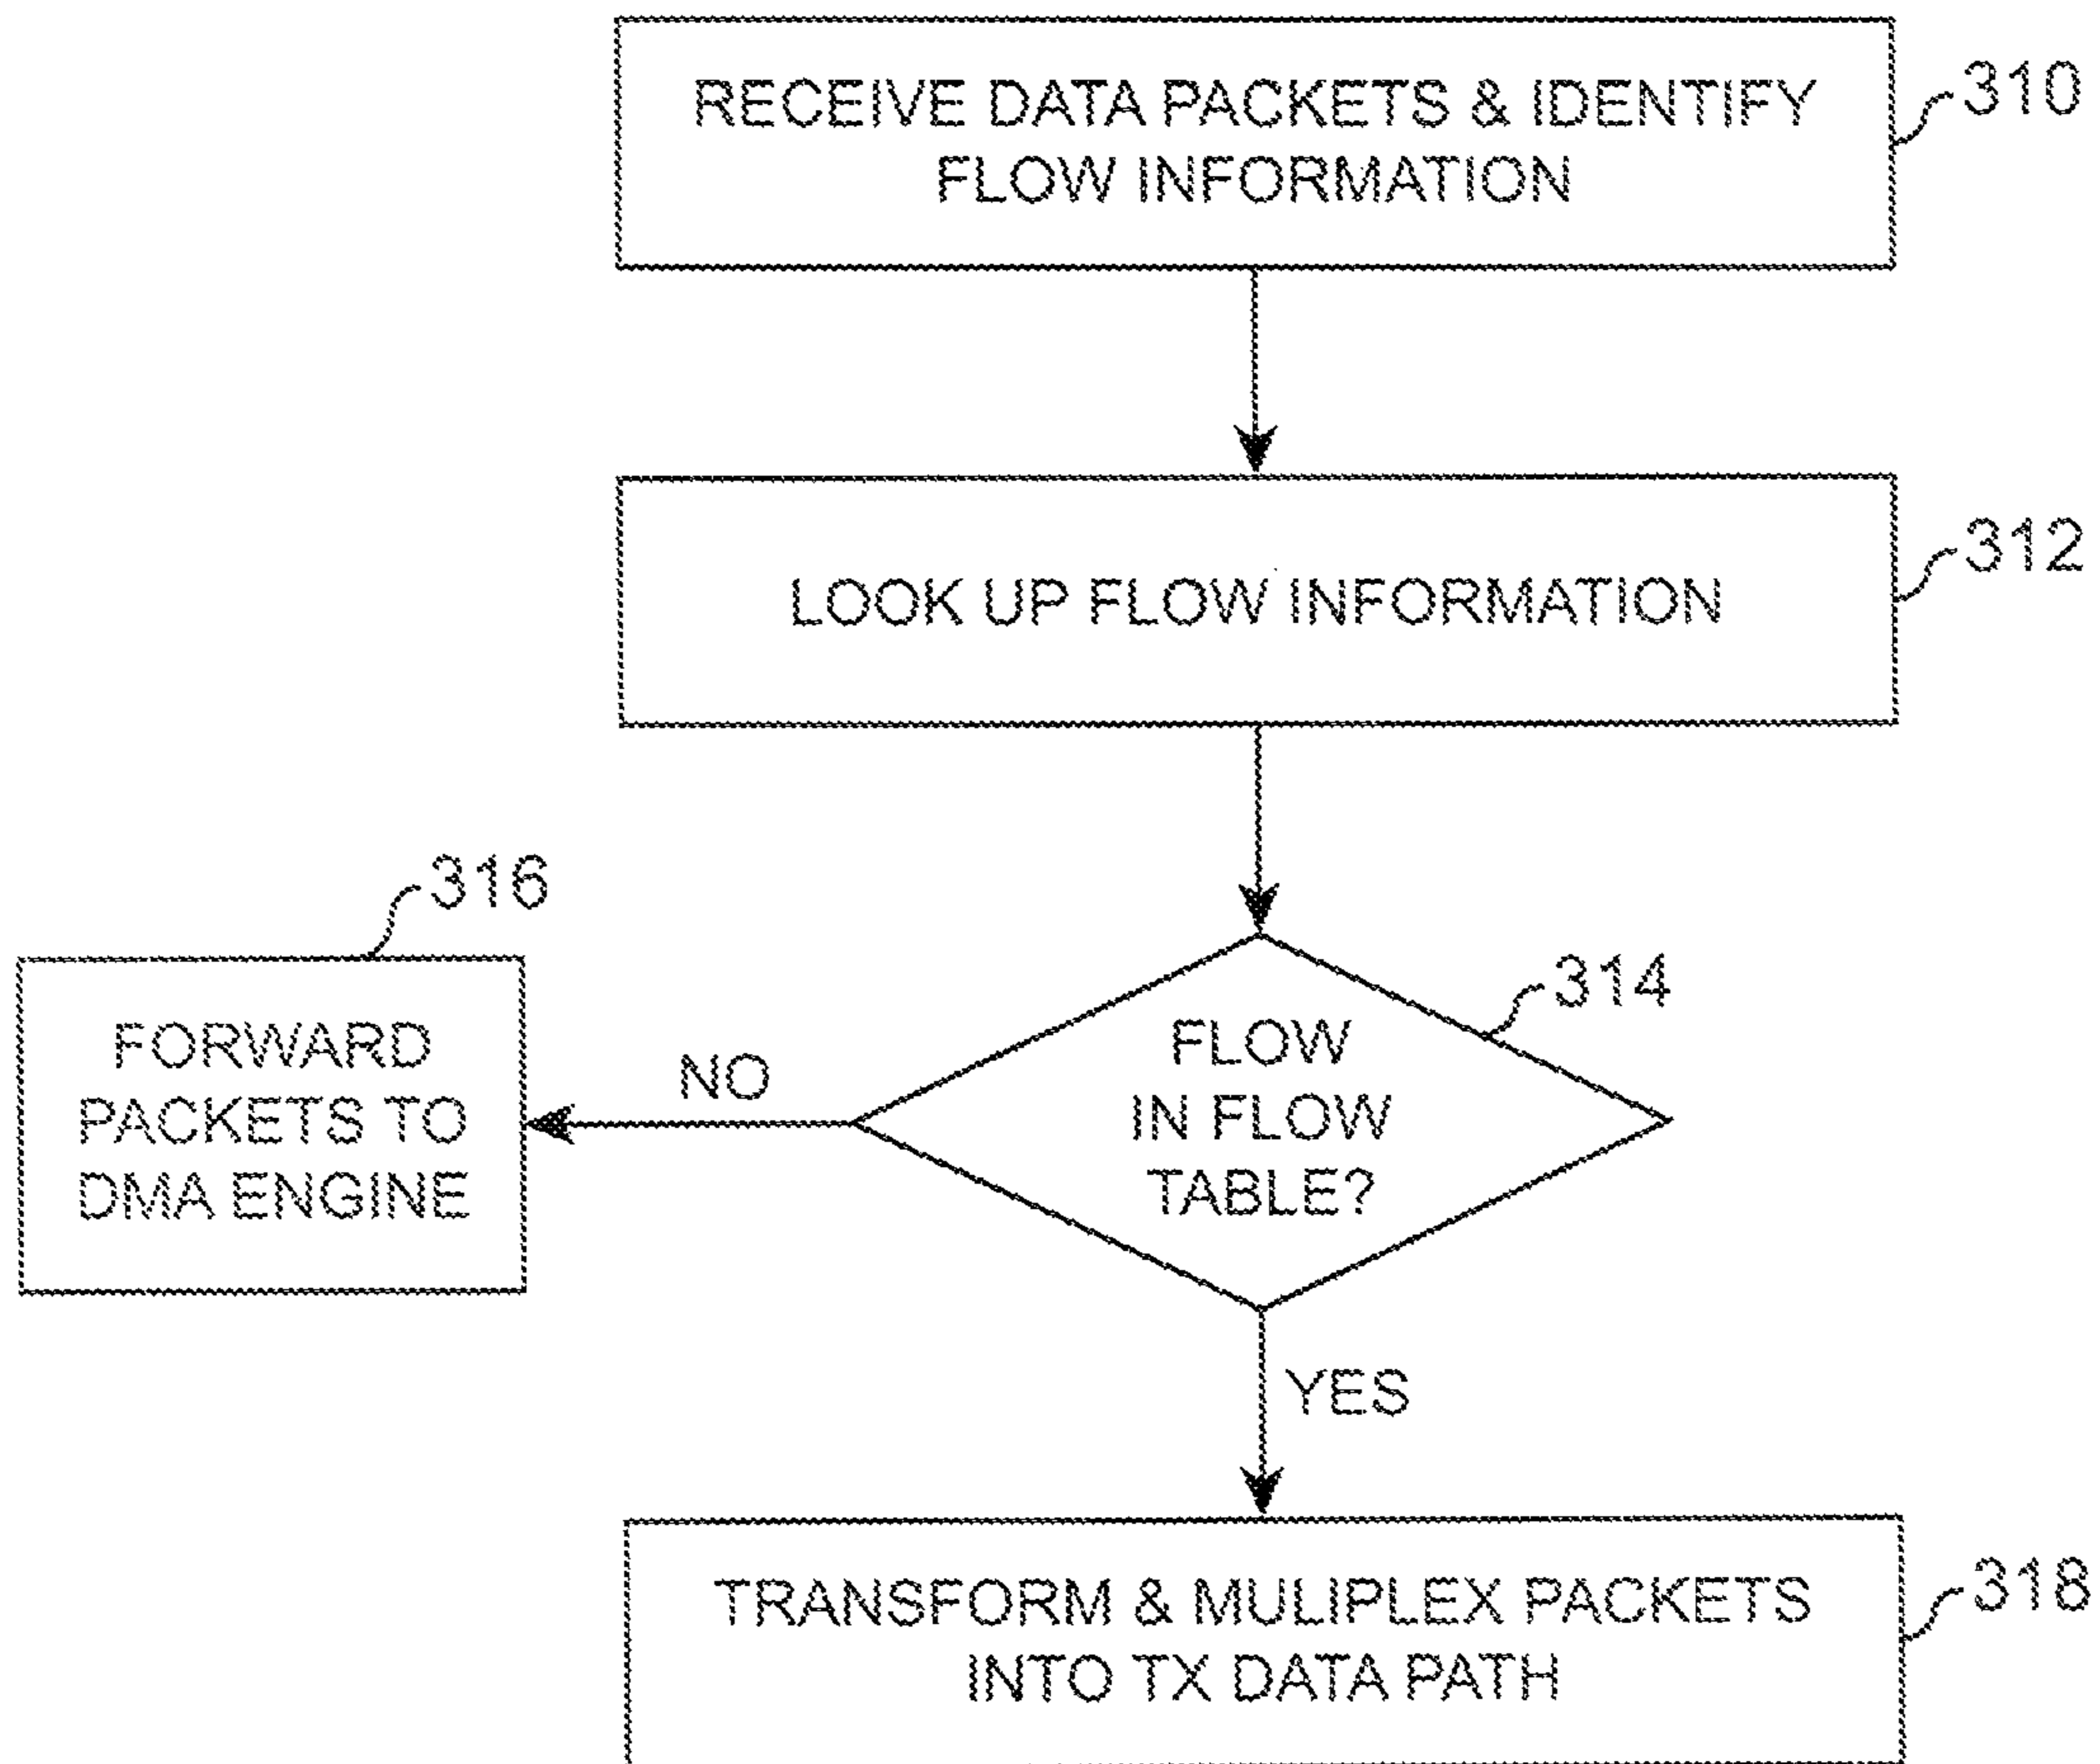 RECEIVE DATA PACKETS & IDENTIFY
FLOW INFORMATION
310
LOOK UP FLOW INFORMATION
312
316
FORWARD
PACKETS TO
DMA ENGINE
NO
314
FLOW
IN FLOW
TABLE?
YES
TRANSFORM & MULIPLEX PACKETS
INTO TX DATA PATH
318